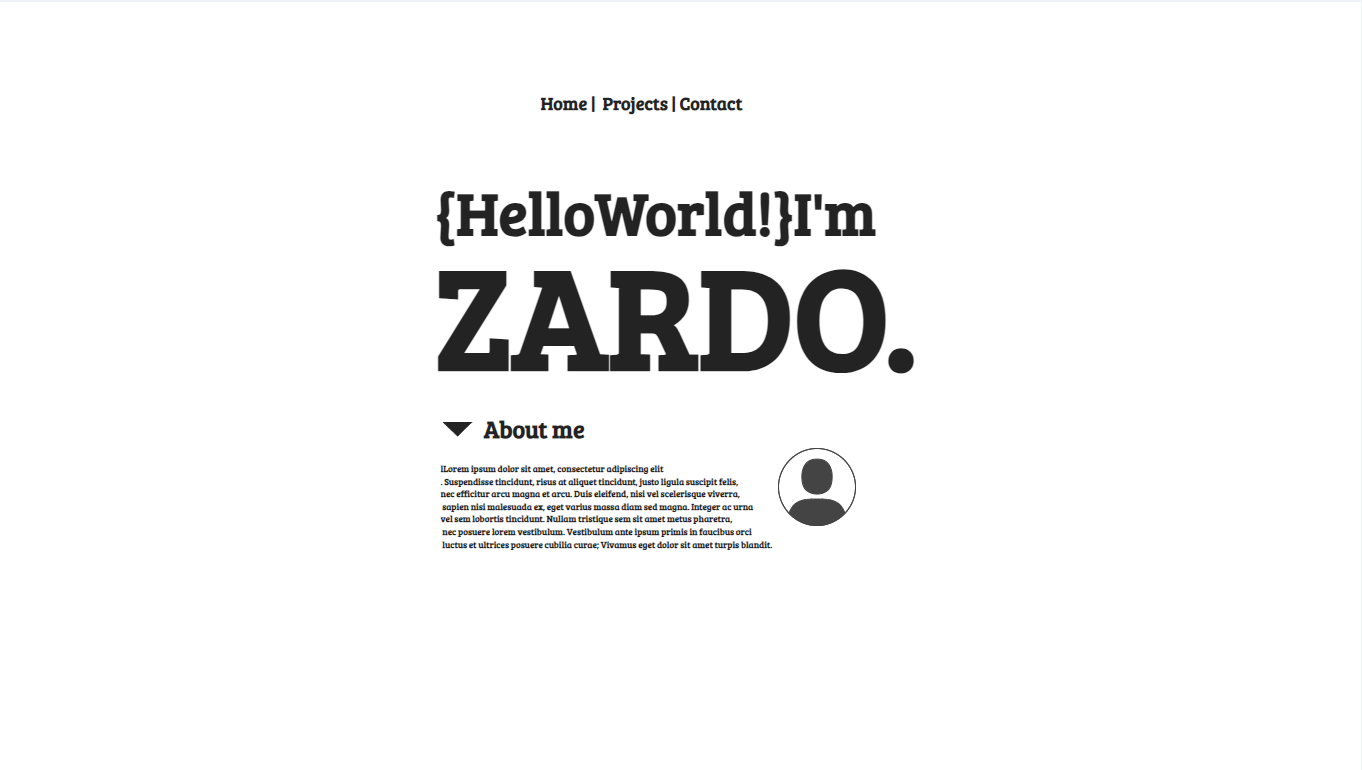 Home | Projects | Contact
{HelloWorld!}I'm
ZARDO.
About me
lLorem ipsum dolor sit amet, consectetur adipiscing elit
. Suspendisse tincidunt, risus at aliquet tincidunt, justo ligula suscipit felis,
nec efficitur arcu magna et arcu. Duis eleifend, nisi vel scelerisque viverra,
sapien nisi malesuada ex, eget varius massa diam sed magna. Integer ac urna
vel sem lobortis tincidunt. Nullam tristique sem sit amet metus pharetra,
nec posuere lorem vestibulum. Vestibulum ante ipsum primis in faucibus orci
luctus et ultrices posuere cubilia curae; Vivamus eget dolor sit amet turpis blandit.